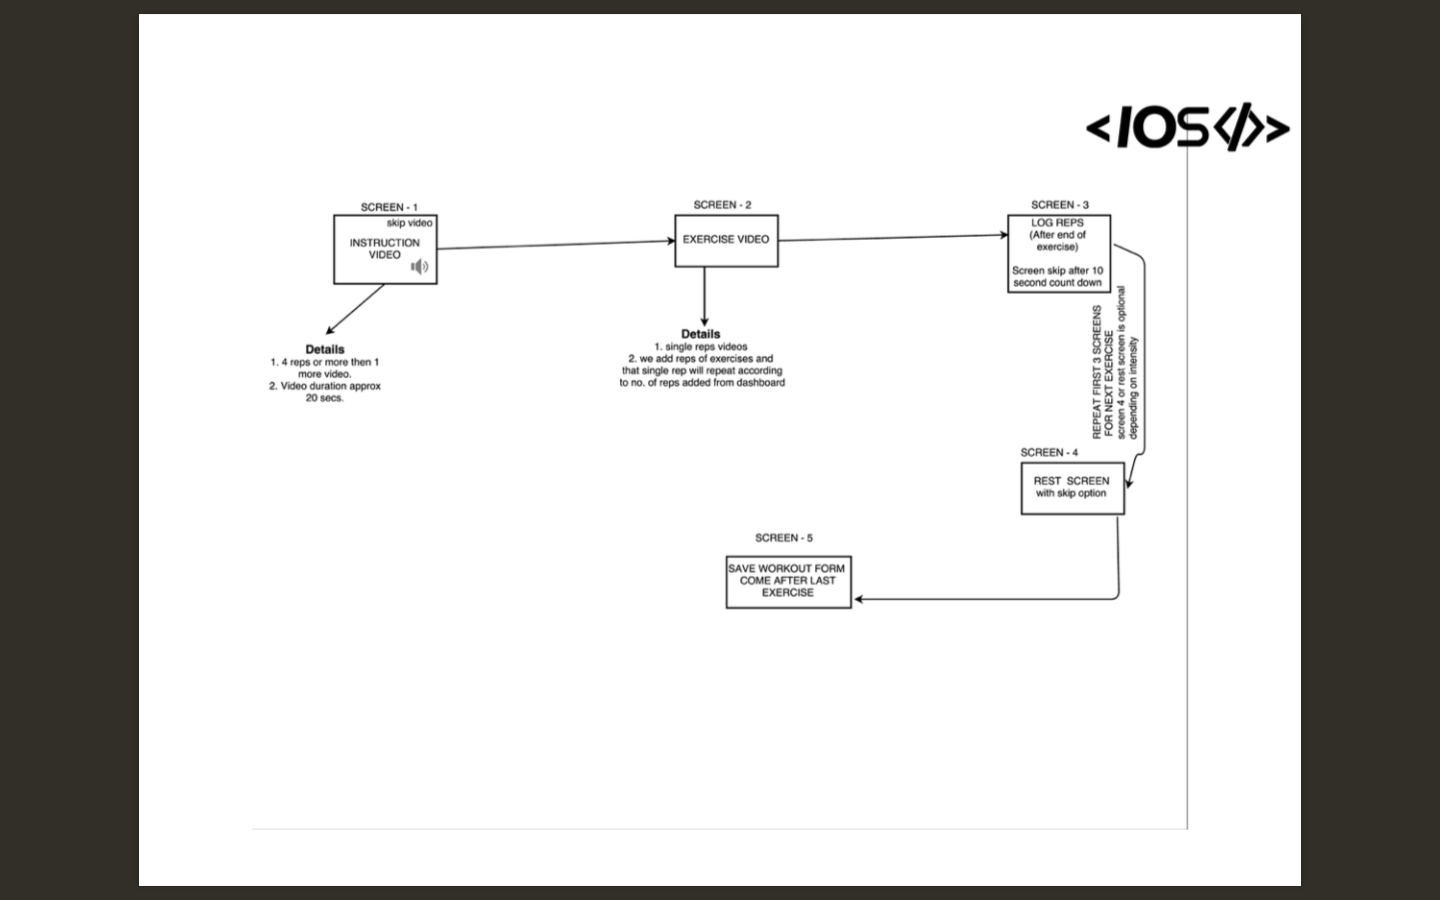 <IOS</>>
SCREEN - 1
skip video
INSTRUCTION
VIDEO
Details
1. 4 reps or more then 1
more video.
2. Video duration approx
20 secs.
SCREEN - 2
EXERCISE VIDEO
Details
1. single reps videos
2. we add reps of exercises and
that single rep will repeat according
to no. of reps added from dashboard
SCREEN - 3
LOG REPS
(After end of
exercise)
Screen skip after 10
second count down
REPEAT FIRST 3 SCREENS
FOR NEXT EXERCISE
screen 4 or rest screen is optional
depending on intensity
SCREEN - 4
REST SCREEN
with skip option
SCREEN - 5
SAVE WORKOUT FORM
COME AFTER LAST
EXERCISE